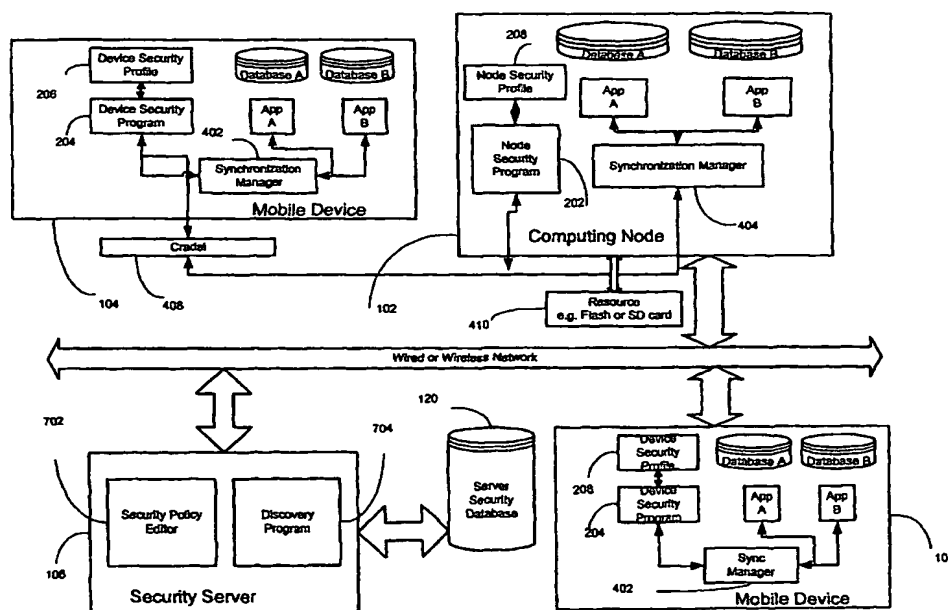 Device Security
Profile
Database A
Database B
206
Device Security
Program
204
App
A
App
B
402
Synchronization
Manager
Mobile Device
Cradel
104
408
208
Database A
Database B
Node Security
Profile
App
A
App
B
Node
Security
Program
Synchronization Manager
202
404
Computing Node
102
Resource
e.g. Flash or SD card
410
Wired or Wireless Network
702
704
120
Security Policy
Editor
Discovery
Program
Server
Security
Database
106
Security Server
Device
Security
Profile
Database A
Database B
208
Device
Security
Program
204
App
A
App
B
Sync
Manager
402
Mobile Device
10